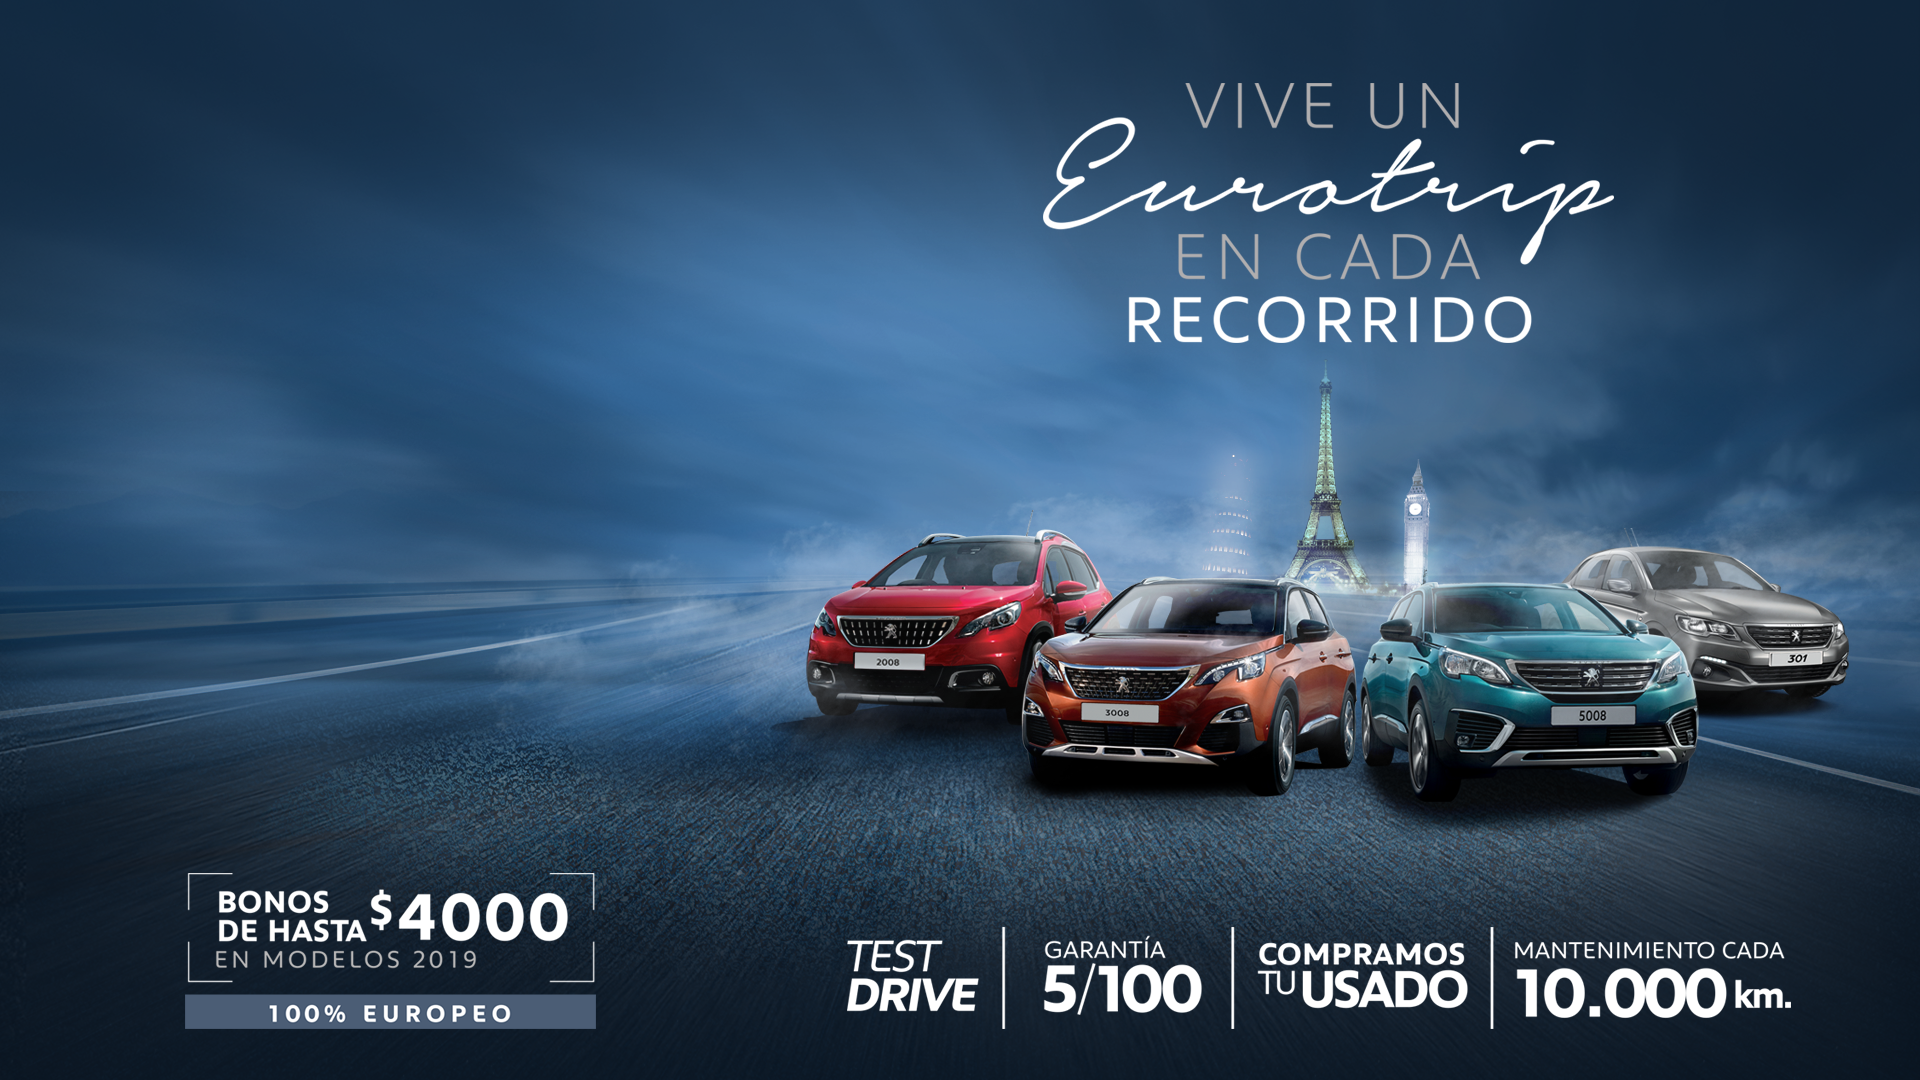 VIVE UN
Eurotrip
EN CADA
RECORRIDO
2008
3008
5008
301
BONOS
DE HASTA $4000
EN MODELOS 2019
100% EUROPEO
TEST
DRIVE
GARANTÍA
5/100
COMPRAMOS
TU USADO
MANTENIMIENTO CADA
10.000 km.